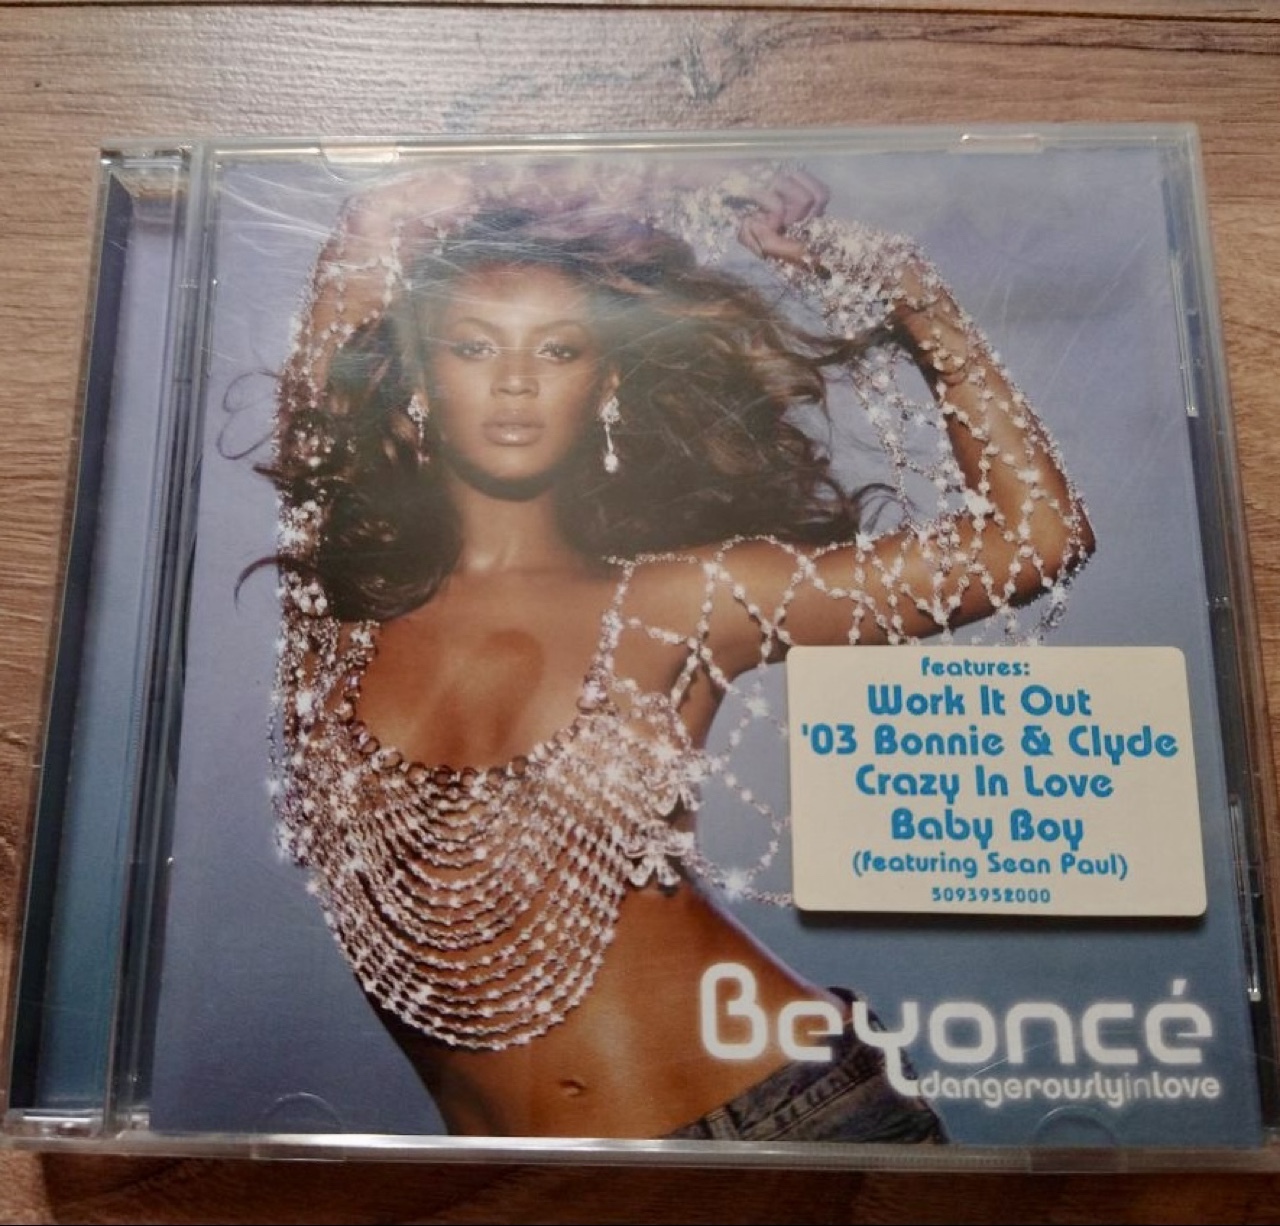 features:
Work It Out
'03 Bonnie & Clyde
Crazy In Love
Baby Boy
(featuring Sean Paul)
5093952000
Beyoncé
dangerouslyinlove